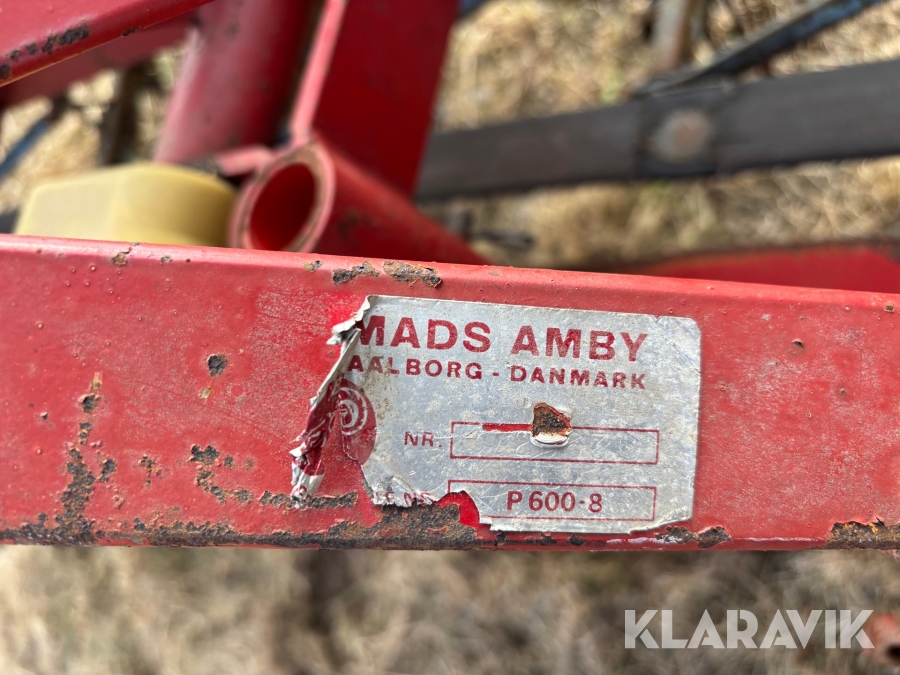 MADS AMBY
AALBORG - DANMARK
NR.
P600-8
KLARAVIK